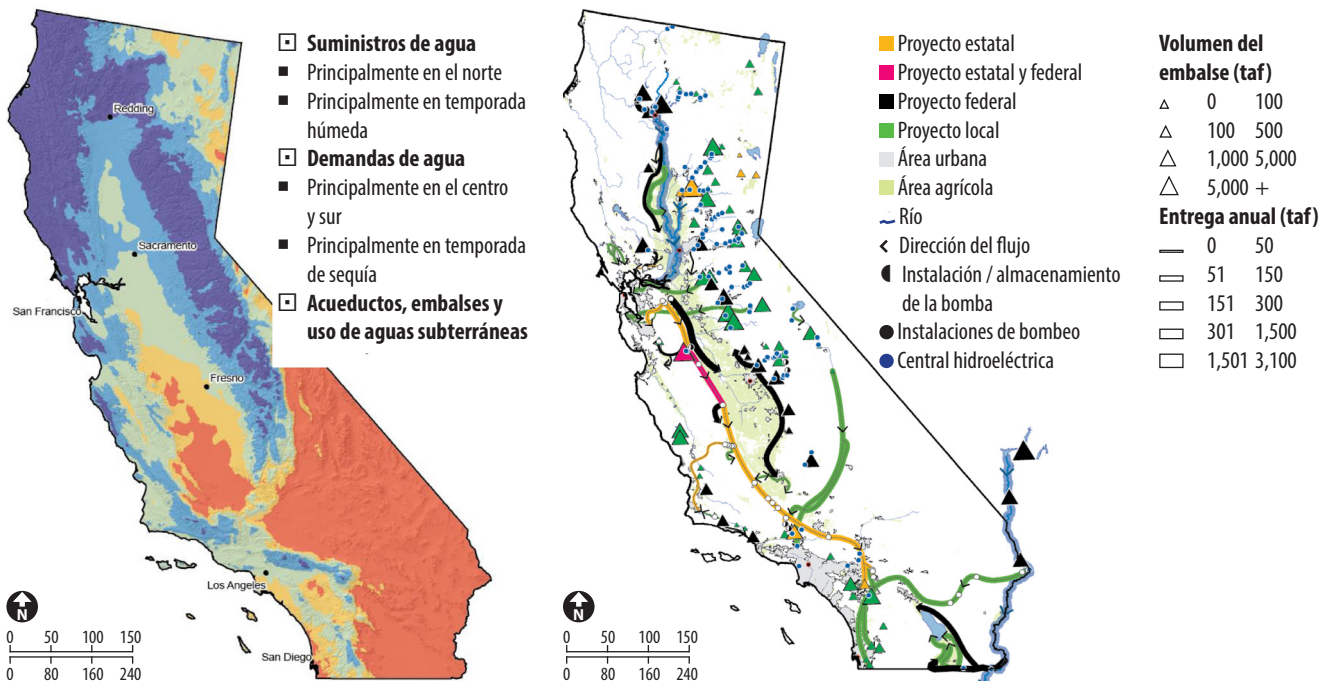 Suministros de agua
Principalmente en el norte
Principalmente en temporada
húmeda
Demandas de agua
Principalmente en el centro
y sur
Principalmente en temporada
de sequía
Acueductos, embalses y
uso de aguas subterráneas
Redding
Sacramento
San Francisco
Fresno
Los Angeles
San Diego
N
0 50 100 150
0 80 160 240
Proyecto estatal
Proyecto estatal y federal
Proyecto federal
Proyecto local
Área urbana
Área agrícola
Río
Dirección del flujo
Instalación / almacenamiento
de la bomba
Instalaciones de bombeo
Central hidroeléctrica
Volumen del
embalse (taf)
0 100
100 500
1,000 5,000
5,000 +
Entrega anual (taf)
0 50
51 150
151 300
301 1,500
1,501 3,100
N
0 50 100 150
0 80 160 240